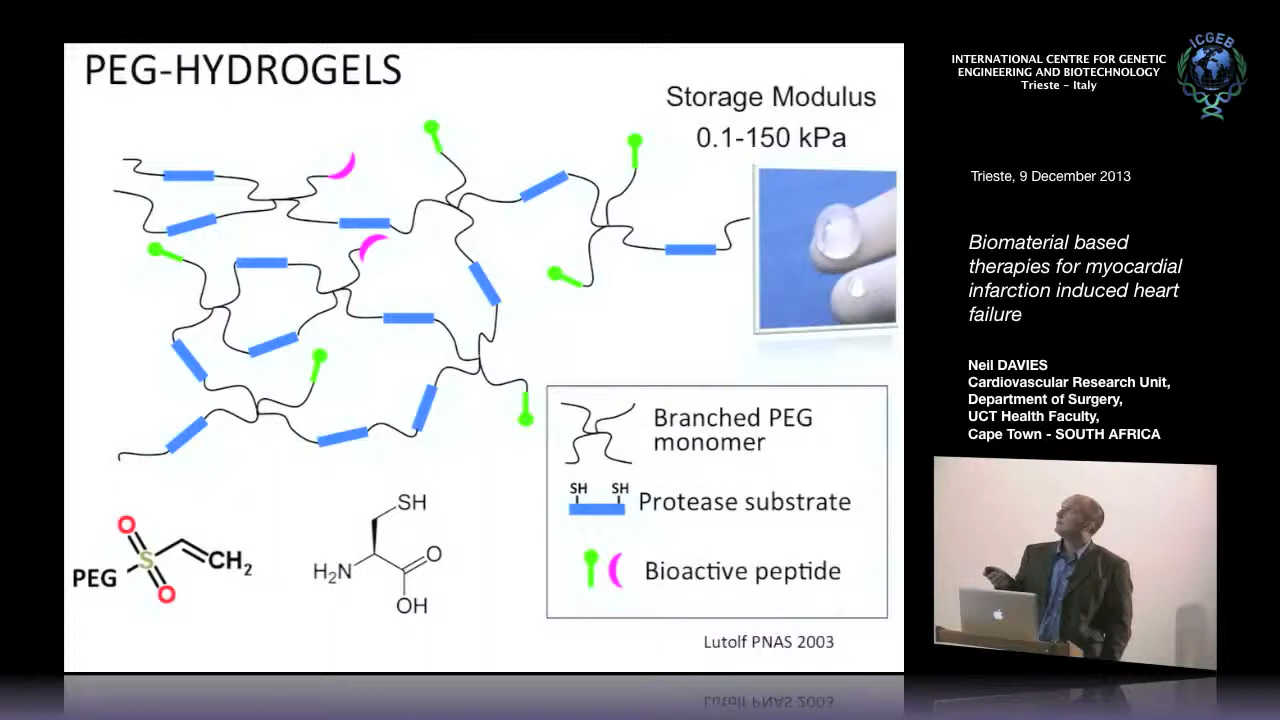 PEG-HYDROGELS
Storage Modulus
0.1-150 kPa
Branched PEG
monomer
SH SH
Protease substrate
Bioactive peptide
O
PEG S CH2
O
SH
H2N O
OH
Lutolf PNAS 2003
INTERNATIONAL CENTRE FOR GENETIC
ENGINEERING AND BIOTECHNOLOGY
Trieste - Italy
ICGEB
Trieste, 9 December 2013
Biomaterial based
therapies for myocardial
infarction induced heart
failure
Neil DAVIES
Cardiovascular Research Unit,
Department of Surgery,
UCT Health Faculty,
Cape Town - SOUTH AFRICA